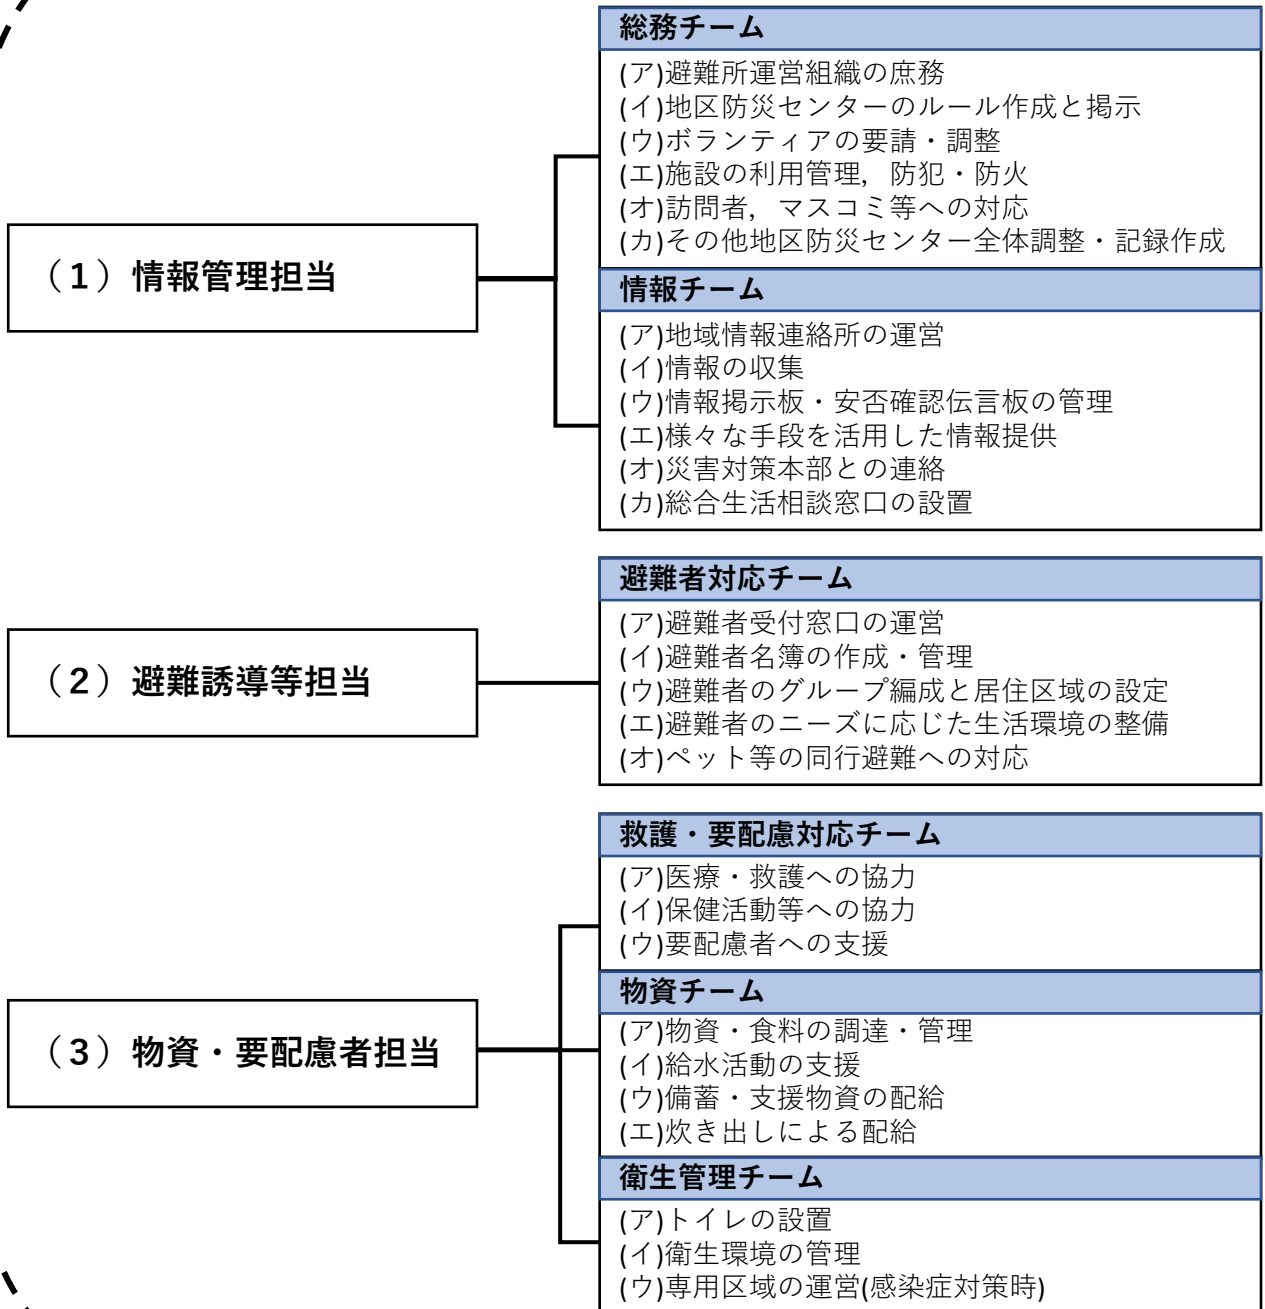 総務チーム
(ア)避難所運営組織の庶務
(イ)地区防災センターのルール作成と掲示
(ウ)ボランティアの要請・調整
(エ)施設の利用管理，防犯・防火
(オ)訪問者，マスコミ等への対応
(カ)その他地区防災センター全体調整・記録作成
（１）情報管理担当
情報チーム
(ア)地域情報連絡所の運営
(イ)情報の収集
(ウ)情報掲示板・安否確認伝言板の管理
(エ)様々な手段を活用した情報提供
(オ)災害対策本部との連絡
(カ)総合生活相談窓口の設置
（２）避難誘導等担当
避難者対応チーム
(ア)避難者受付窓口の運営
(イ)避難者名簿の作成・管理
(ウ)避難者のグループ編成と居住区域の設定
(エ)避難者のニーズに応じた生活環境の整備
(オ)ペット等の同行避難への対応
（３）物資・要配慮者担当
救護・要配慮対応チーム
(ア)医療・救護への協力
(イ)保健活動等への協力
(ウ)要配慮者への支援
物資チーム
(ア)物資・食料の調達・管理
(イ)給水活動の支援
(ウ)備蓄・支援物資の配給
(エ)炊き出しによる配給
衛生管理チーム
(ア)トイレの設置
(イ)衛生環境の管理
(ウ)専用区域の運営(感染症対策時)